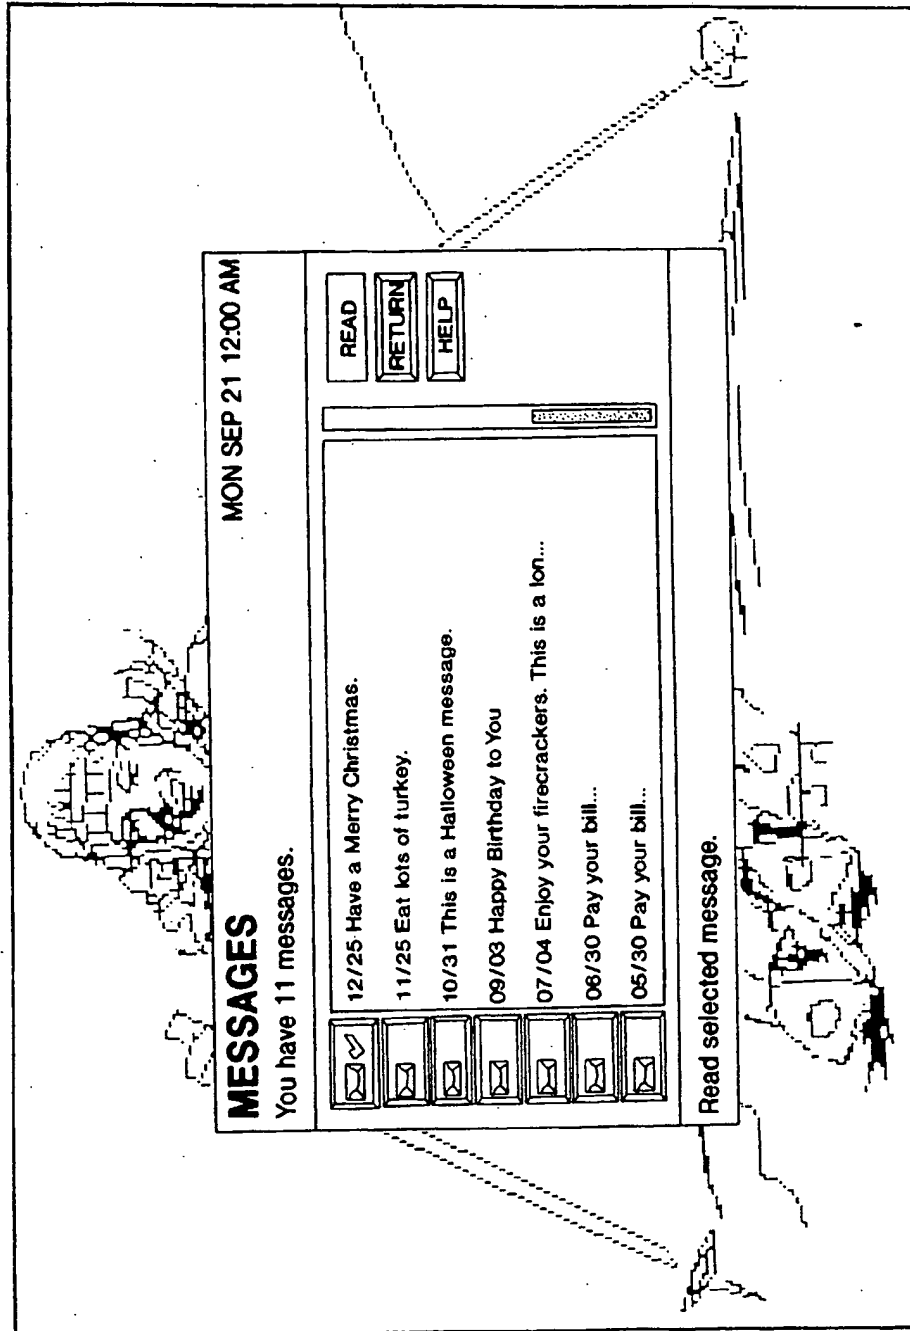 MESSAGES
MON SEP 21 12:00 AM
You have 11 messages.
12/25 Have a Merry Christmas.
11/25 Eat lots of turkey.
10/31 This is a Halloween message.
09/03 Happy Birthday to You
07/04 Enjoy your firecrackers. This is a lon...
06/30 Pay your bill...
05/30 Pay your bill...
READ
RETURN
HELP
Read selected message.